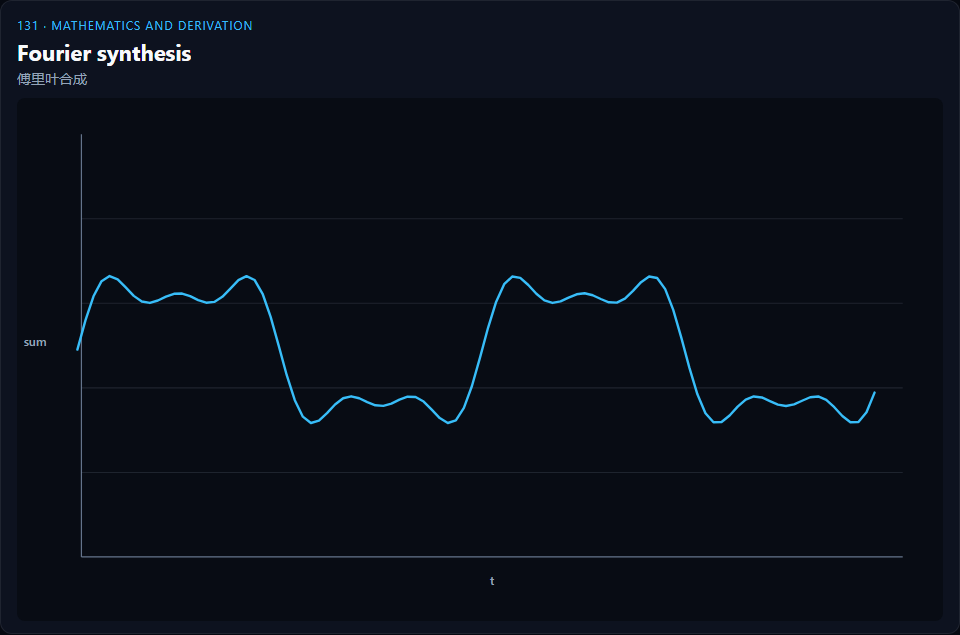 131 · MATHEMATICS AND DERIVATION
Fourier synthesis
傅里叶合成
sum
t